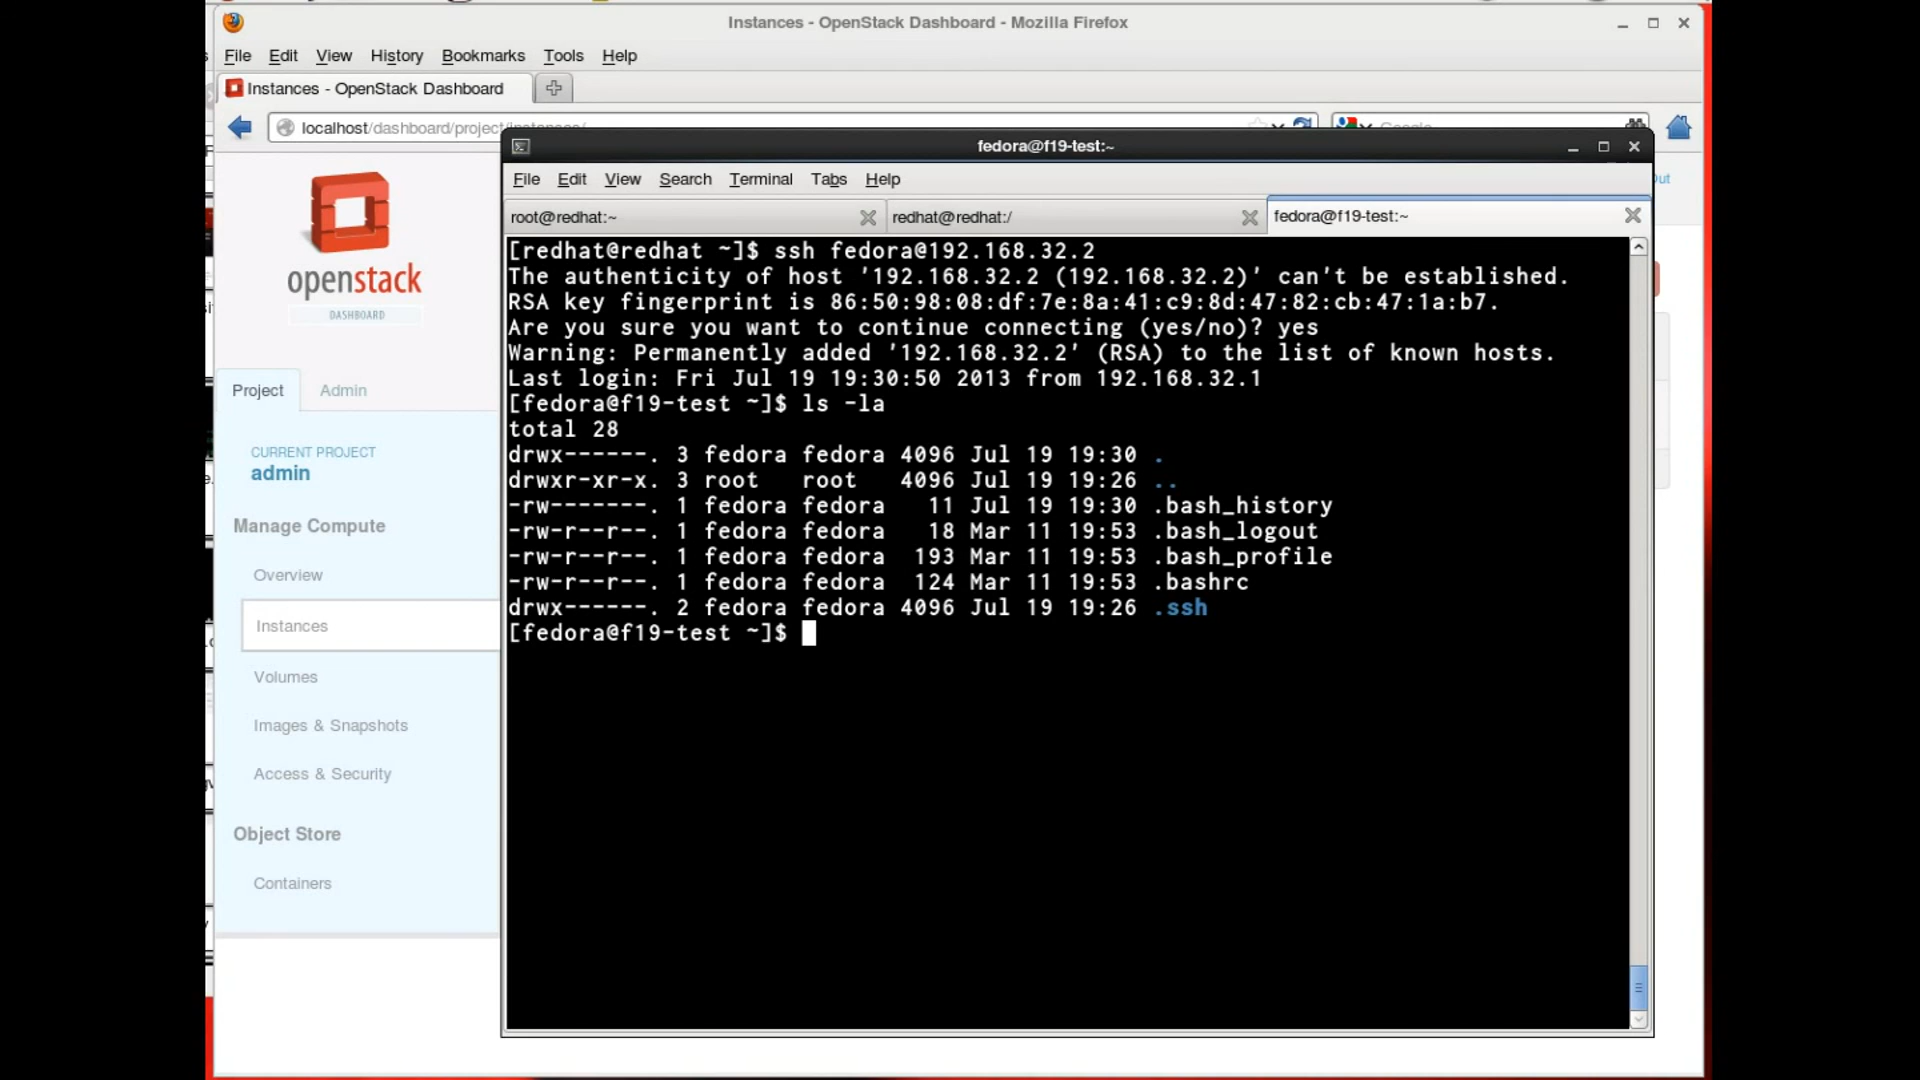 Instances - OpenStack Dashboard - Mozilla Firefox
File Edit View History Bookmarks Tools Help
Instances - OpenStack Dashboard
localhost/dashboard/project/instances/
Google
fedora@f19-test:~
File Edit View Search Terminal Tabs Help
root@redhat:~
redhat@redhat:/
fedora@f19-test:~
[redhat@redhat ~]$ ssh fedora@192.168.32.2
The authenticity of host '192.168.32.2 (192.168.32.2)' can't be established.
RSA key fingerprint is 86:50:98:08:df:7e:8a:41:c9:8d:47:82:cb:47:1a:b7.
Are you sure you want to continue connecting (yes/no)? yes
Warning: Permanently added '192.168.32.2' (RSA) to the list of known hosts.
Last login: Fri Jul 19 19:30:50 2013 from 192.168.32.1
[fedora@f19-test ~]$ ls -la
total 28
drwx------. 3 fedora fedora 4096 Jul 19 19:30 .
drwxr-xr-x. 3 root   root   4096 Jul 19 19:26 ..
-rw-------. 1 fedora fedora   11 Jul 19 19:30 .bash_history
-rw-r--r--. 1 fedora fedora   18 Mar 11 19:53 .bash_logout
-rw-r--r--. 1 fedora fedora  193 Mar 11 19:53 .bash_profile
-rw-r--r--. 1 fedora fedora  124 Mar 11 19:53 .bashrc
drwx------. 2 fedora fedora 4096 Jul 19 19:26 .ssh
[fedora@f19-test ~]$
openstack
DASHBOARD
Project
Admin
CURRENT PROJECT
admin
Manage Compute
Overview
Instances
Volumes
Images & Snapshots
Access & Security
Object Store
Containers